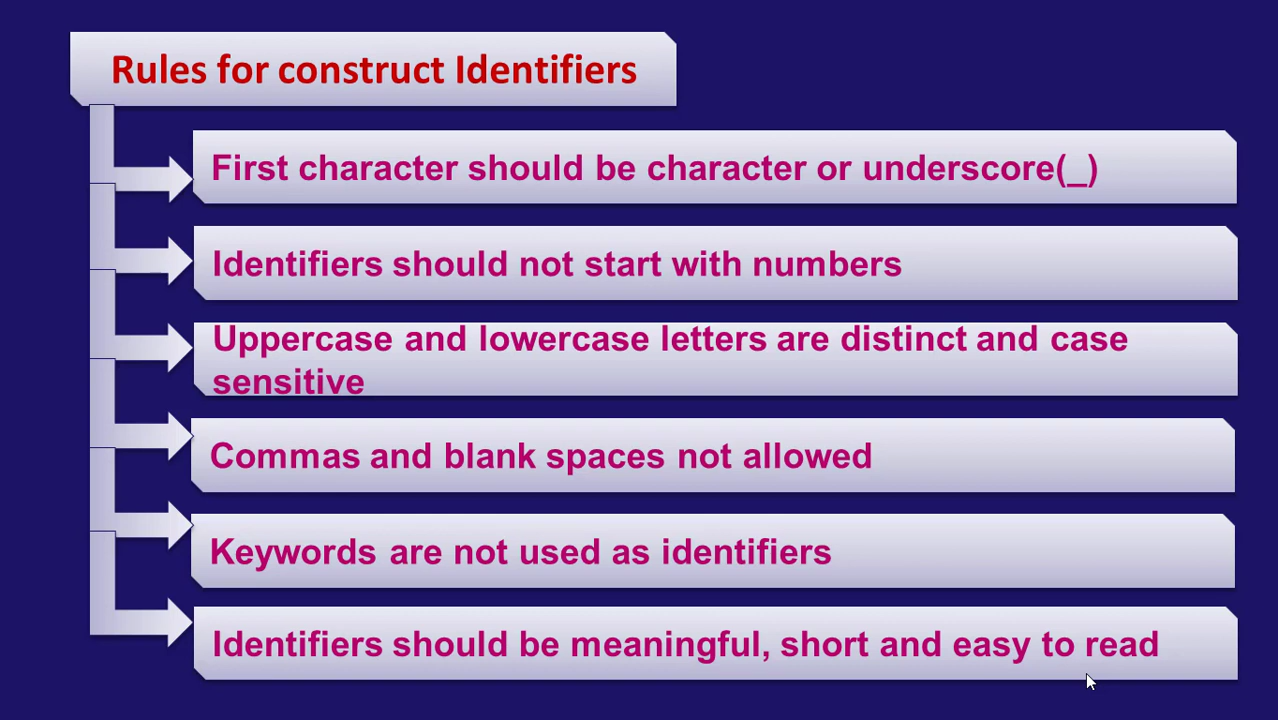 Rules for construct Identifiers
First character should be character or underscore(_)
Identifiers should not start with numbers
Uppercase and lowercase letters are distinct and case
sensitive
Commas and blank spaces not allowed
Keywords are not used as identifiers
Identifiers should be meaningful, short and easy to read